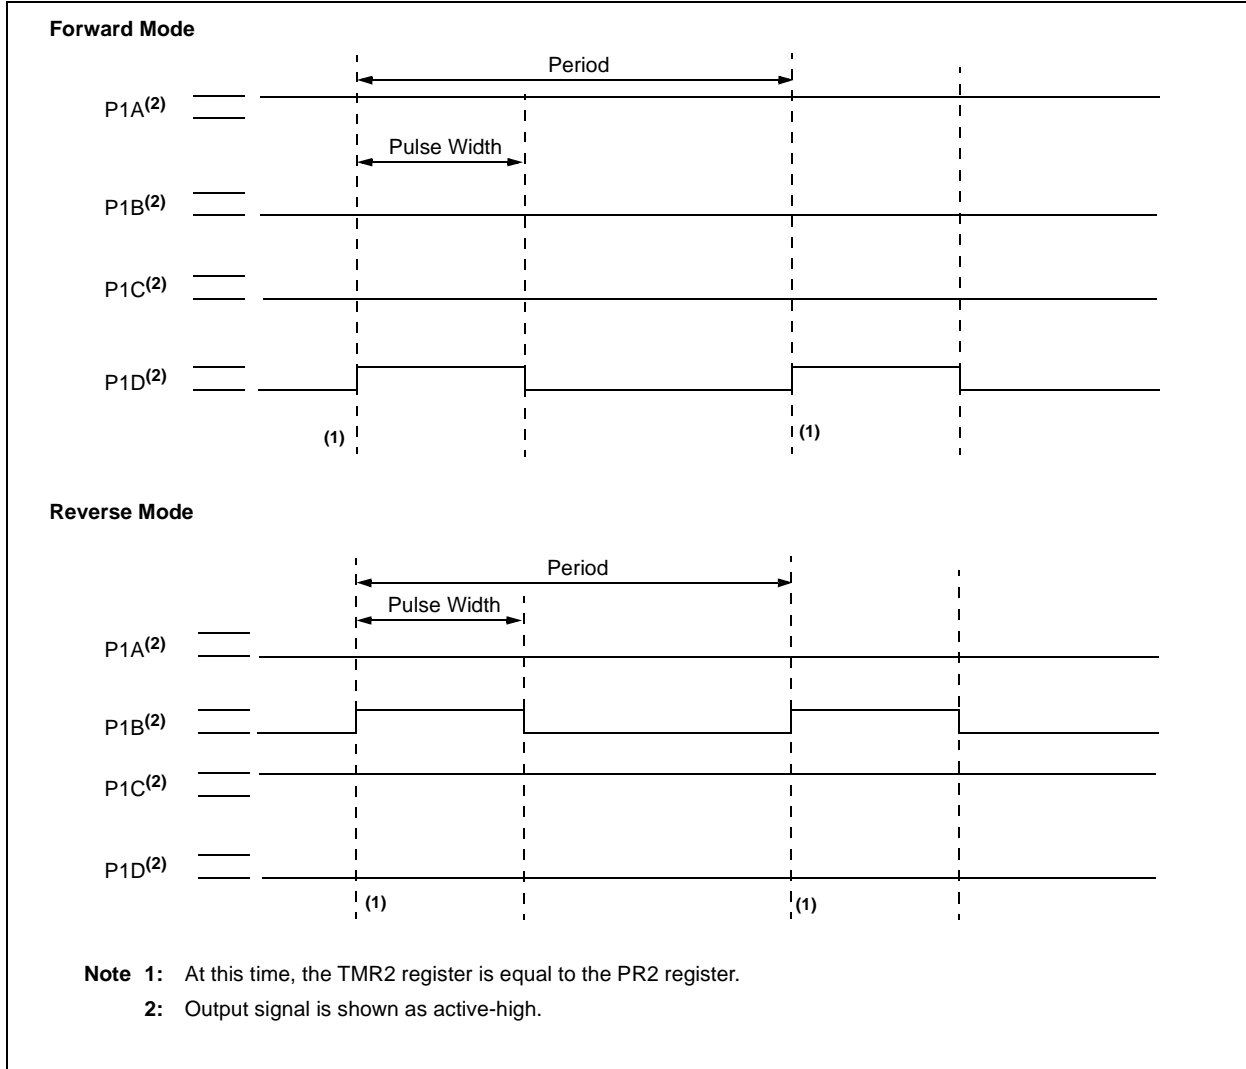 Forward Mode
Period
P1A(2)
Pulse Width
P1B(2)
P1C(2)
P1D(2)
(1)
(1)
Reverse Mode
Period
Pulse Width
P1A(2)
P1B(2)
P1C(2)
P1D(2)
(1)
(1)
Note 1: At this time, the TMR2 register is equal to the PR2 register.
2: Output signal is shown as active-high.